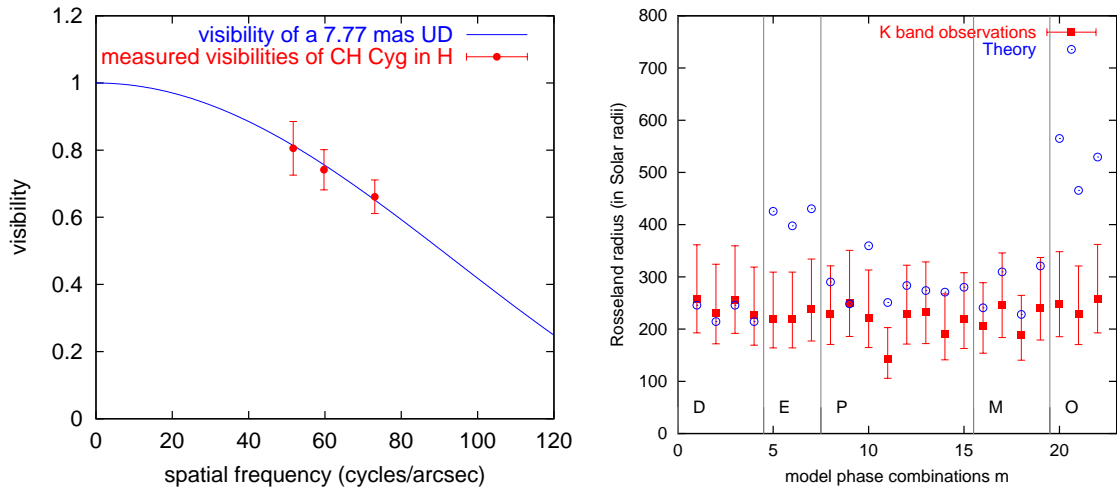 visibility of a 7.77 mas UD
measured visibilities of CH Cyg in H
1.2
1
0.8
0.6
0.4
0.2
0
visibility
0 20 40 60 80 100 120
spatial frequency (cycles/arcsec)
K band observations
Theory
800
700
600
500
400
300
200
100
0
Rosseland radius (in Solar radii)
D E P M O
0 5 10 15 20
model phase combinations m